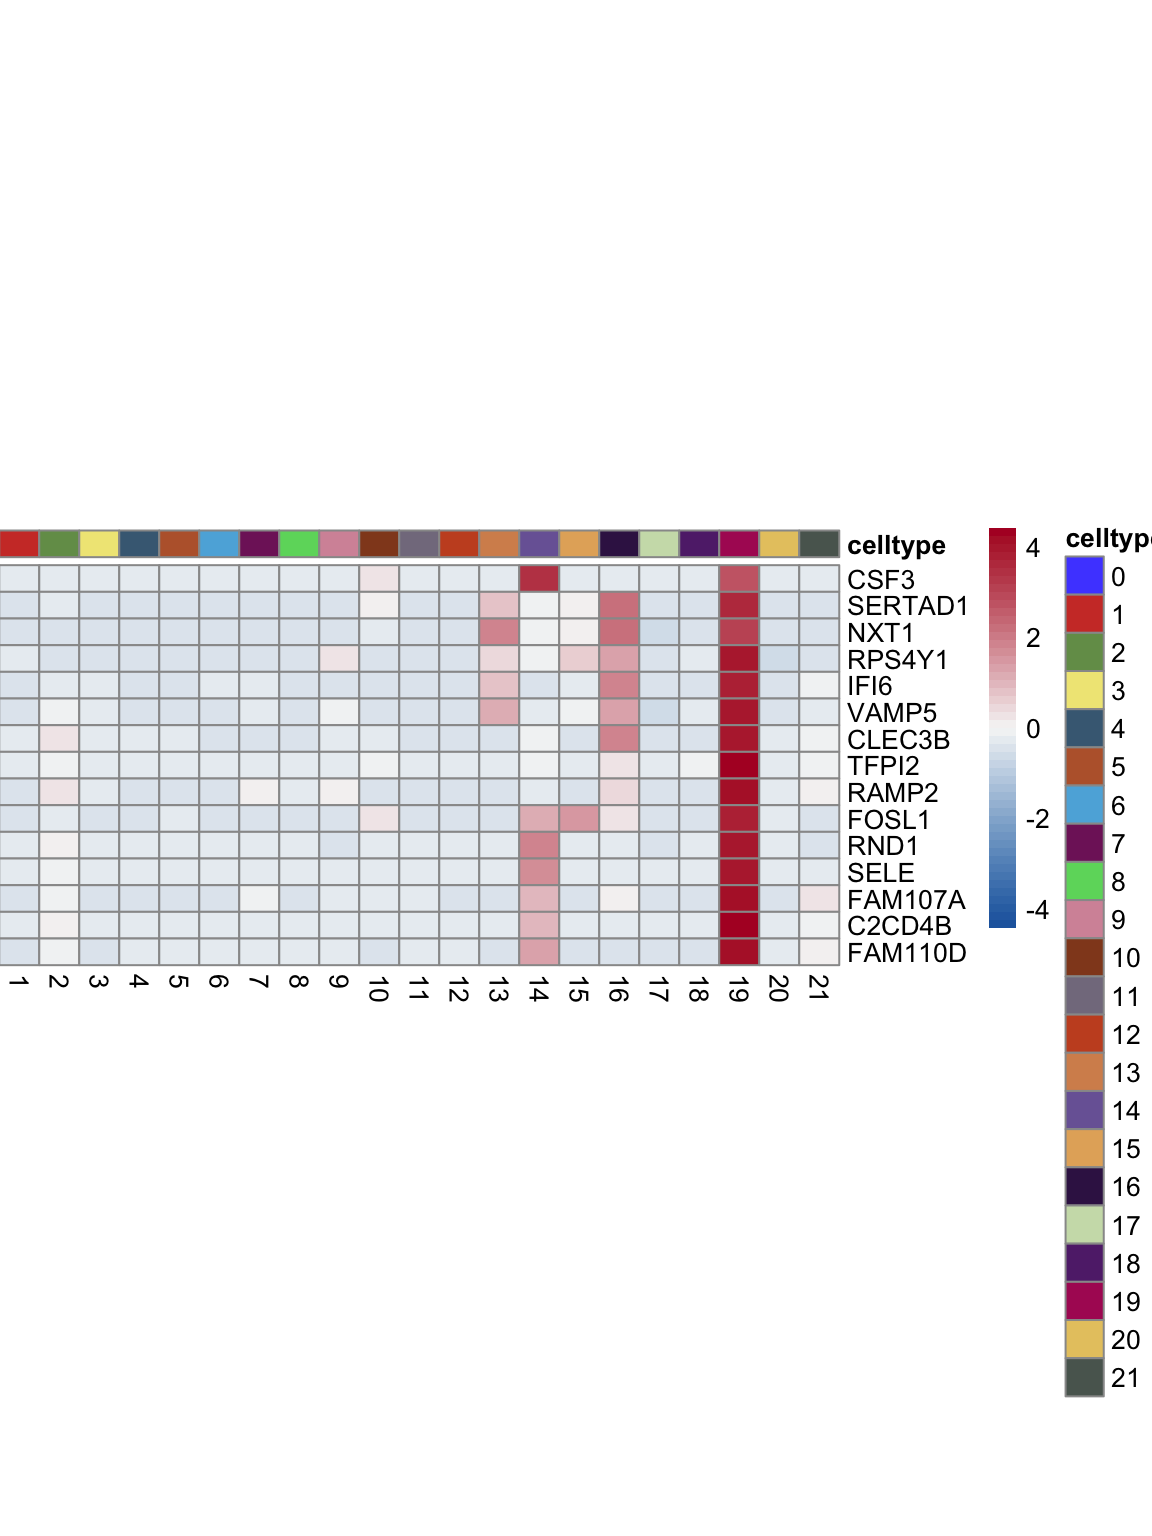 celltype
CSF3
SERTAD1
NXT1
RPS4Y1
IFI6
VAMP5
CLEC3B
TFPI2
RAMP2
FOSL1
RND1
SELE
FAM107A
C2CD4B
FAM110D
1 2 3 4 5 6 7 8 9 10 11 12 13 14 15 16 17 18 19 20 21
4
2
0
-2
-4
celltype
0
1
2
3
4
5
6
7
8
9
10
11
12
13
14
15
16
17
18
19
20
21